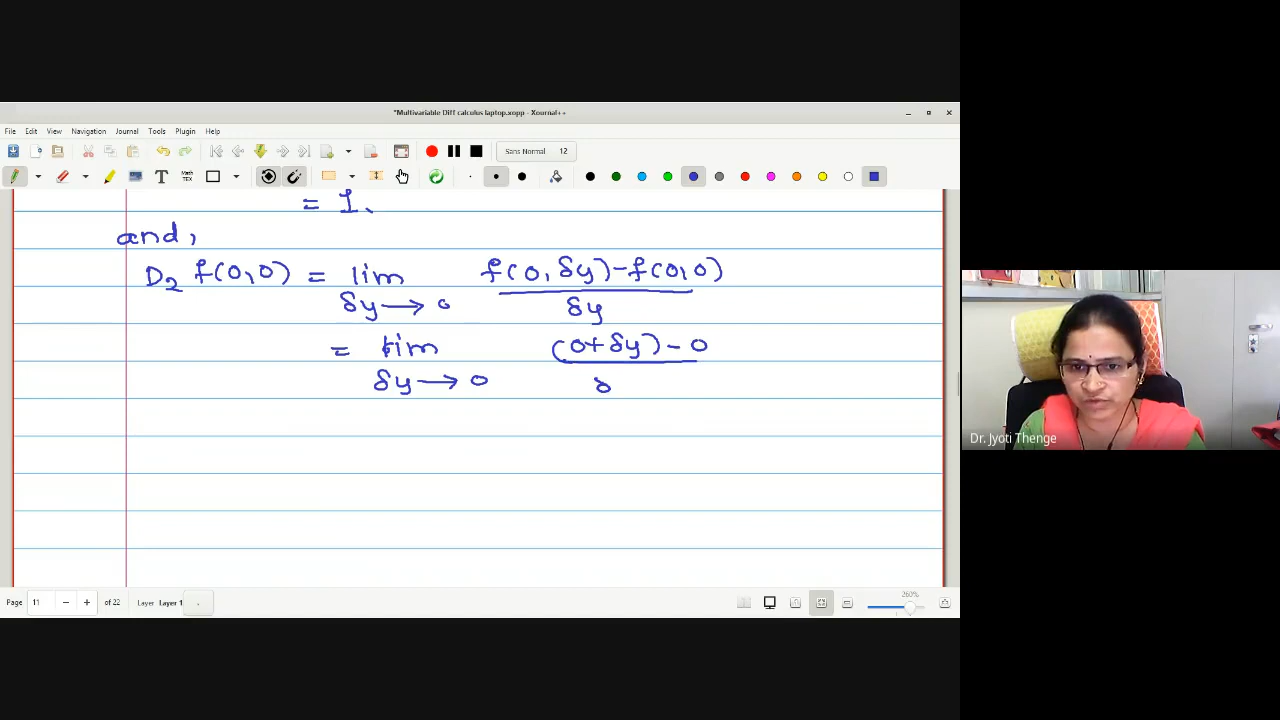 *Multivariable Diff calculus laptop.xopp - Xournal++
File Edit View Navigation Journal Tools Plugin Help
Sans Normal 12
= 1.
and,
D₂ f(0,0) = lim f(0,δy)-f(0,0)
δy→0 δy
= lim (0+δy)-0
δy→0 δ
Dr. Jyoti Thenge
Page 11 − + of 22 Layer Layer 1
260%